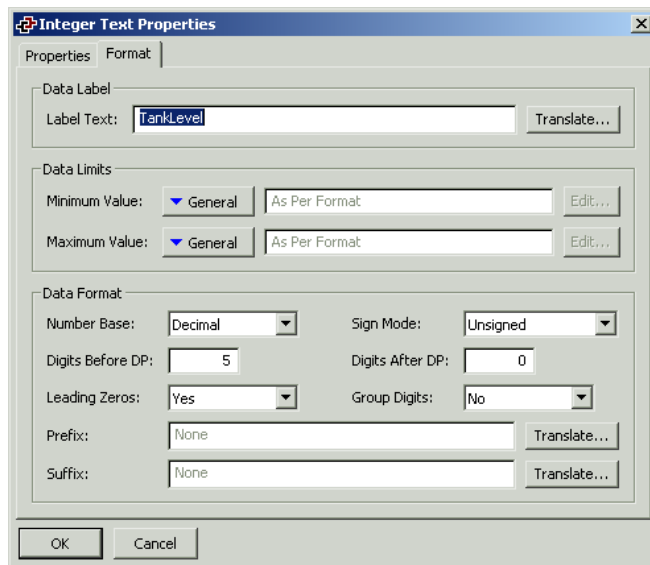 Integer Text Properties
Properties Format
Data Label
Label Text: TankLevel Translate...
Data Limits
Minimum Value: General As Per Format Edit...
Maximum Value: General As Per Format Edit...
Data Format
Number Base: Decimal Sign Mode: Unsigned
Digits Before DP: 5 Digits After DP: 0
Leading Zeros: Yes Group Digits: No
Prefix: None Translate...
Suffix: None Translate...
OK Cancel